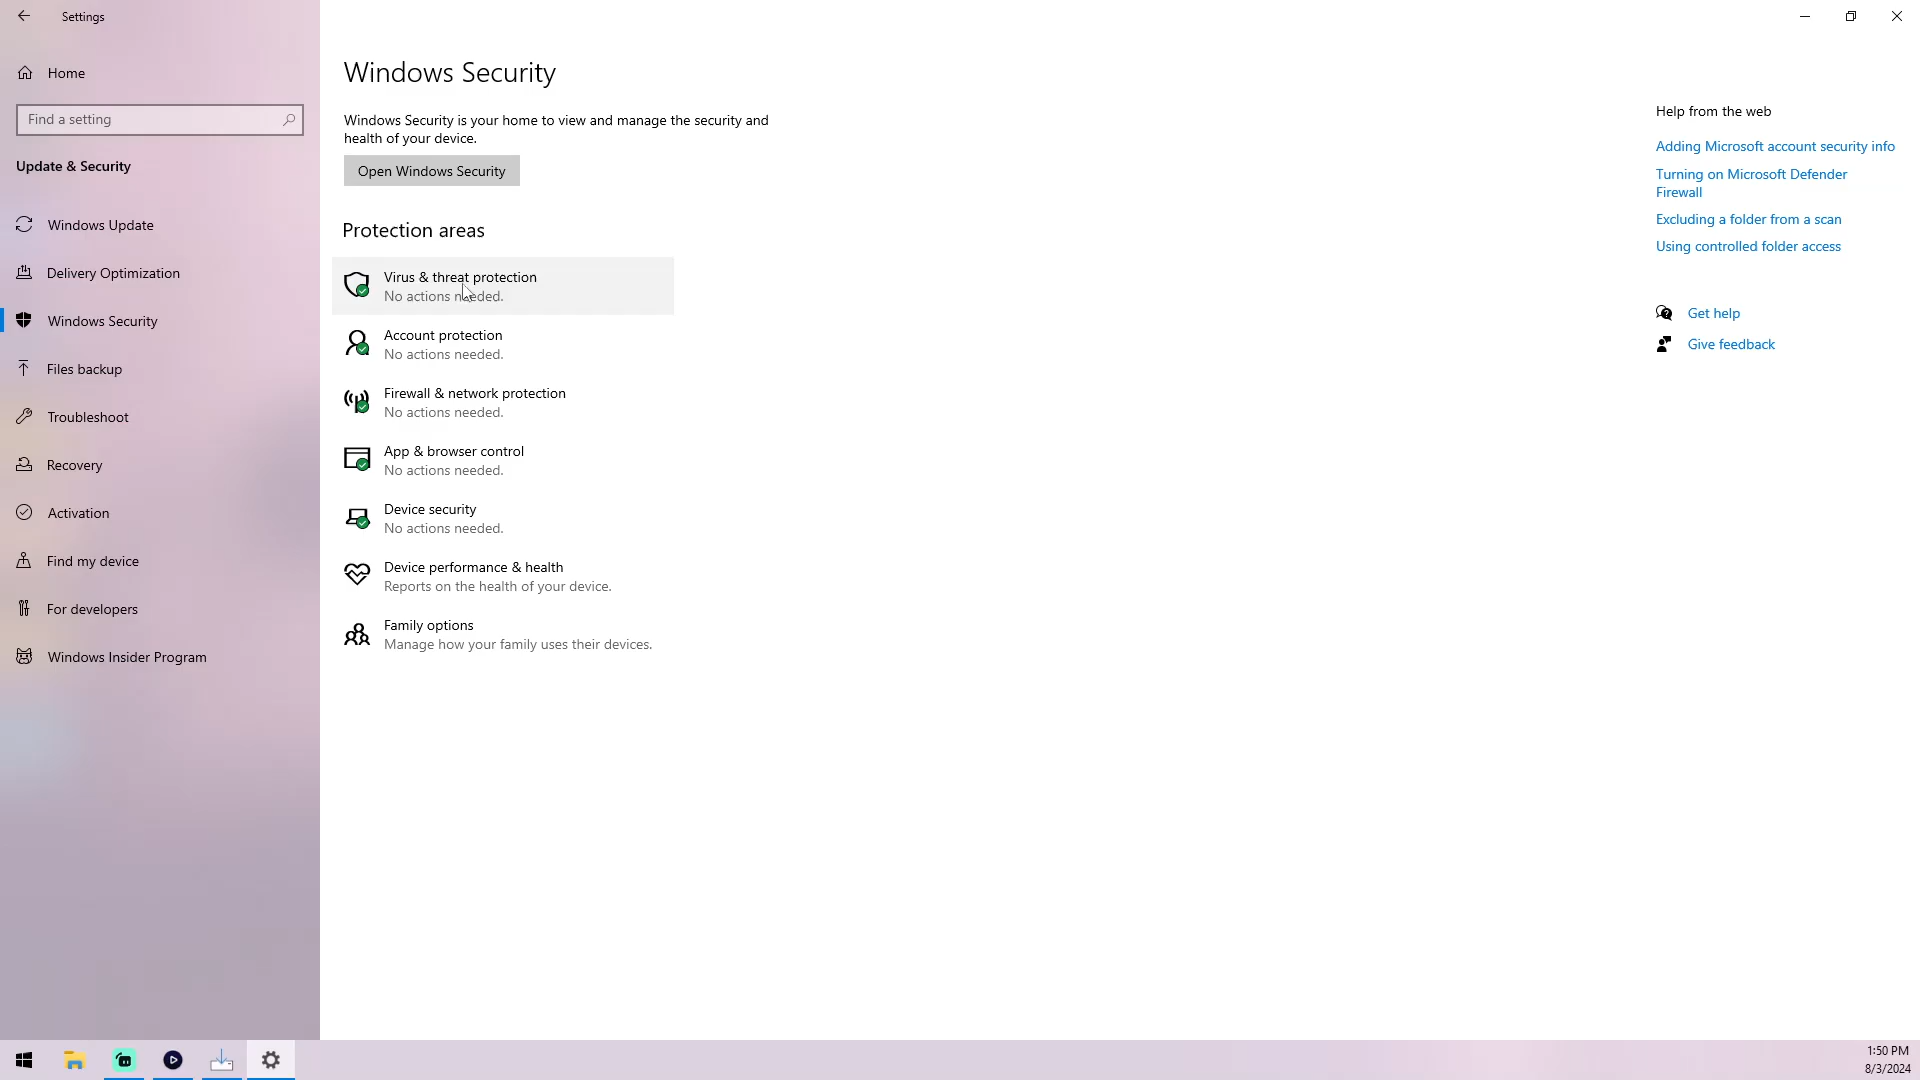 Settings
Home
Find a setting
Update & Security
Windows Update
Delivery Optimization
Windows Security
Files backup
Troubleshoot
Recovery
Activation
Find my device
For developers
Windows Insider Program
Windows Security
Windows Security is your home to view and manage the security and
health of your device.
Open Windows Security
Protection areas
Virus & threat protection
No actions needed.
Account protection
No actions needed.
Firewall & network protection
No actions needed.
App & browser control
No actions needed.
Device security
No actions needed.
Device performance & health
Reports on the health of your device.
Family options
Manage how your family uses their devices.
Help from the web
Adding Microsoft account security info
Turning on Microsoft Defender
Firewall
Excluding a folder from a scan
Using controlled folder access
Get help
Give feedback
1:50 PM
8/3/2024